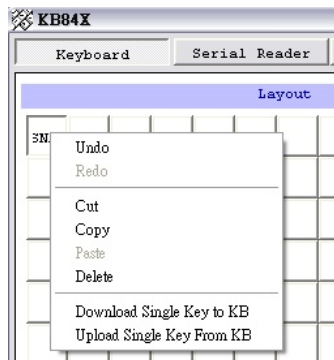 KB84X
Keyboard Serial Reader
Layout
Undo
Redo
Cut
Copy
Paste
Delete
Download Single Key to KB
Upload Single Key From KB